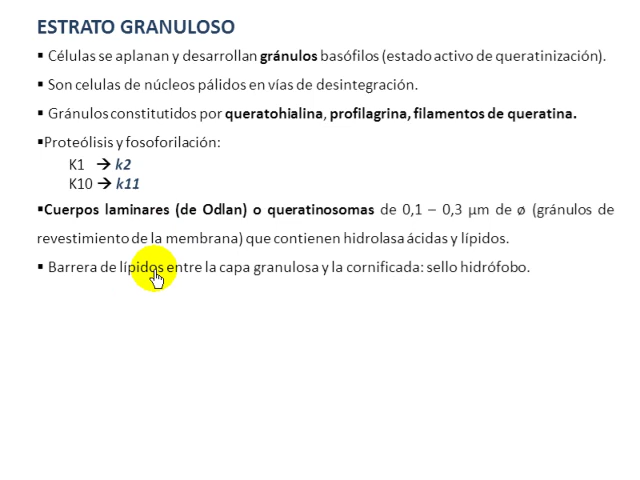 ESTRATO GRANULOSO
▪ Células se aplanan y desarrollan gránulos basófilos (estado activo de queratinización).
▪ Son celulas de núcleos pálidos en vías de desintegración.
▪ Gránulos constitutidos por queratohialina, profilagrina, filamentos de queratina.
▪Proteólisis y fosoforilación:
K1 → k2
K10 → k11
▪Cuerpos laminares (de Odlan) o queratinosomas de 0,1 – 0,3 µm de ø (gránulos de
revestimiento de la membrana) que contienen hidrolasa ácidas y lípidos.
▪ Barrera de lípidos entre la capa granulosa y la cornificada: sello hidrófobo.